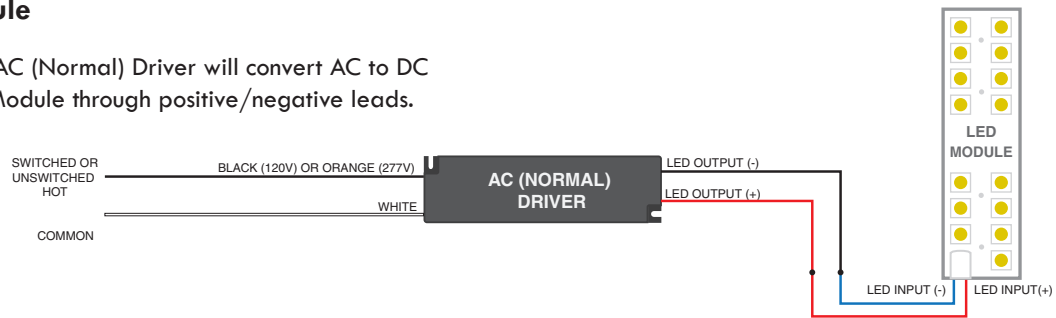 ule
AC (Normal) Driver will convert AC to DC
Module through positive/negative leads.
SWITCHED OR
UNSWITCHED
HOT
BLACK (120V) OR ORANGE (277V)
WHITE
COMMON
AC (NORMAL)
DRIVER
LED OUTPUT (-)
LED OUTPUT (+)
LED
MODULE
LED INPUT (-)
LED INPUT(+)